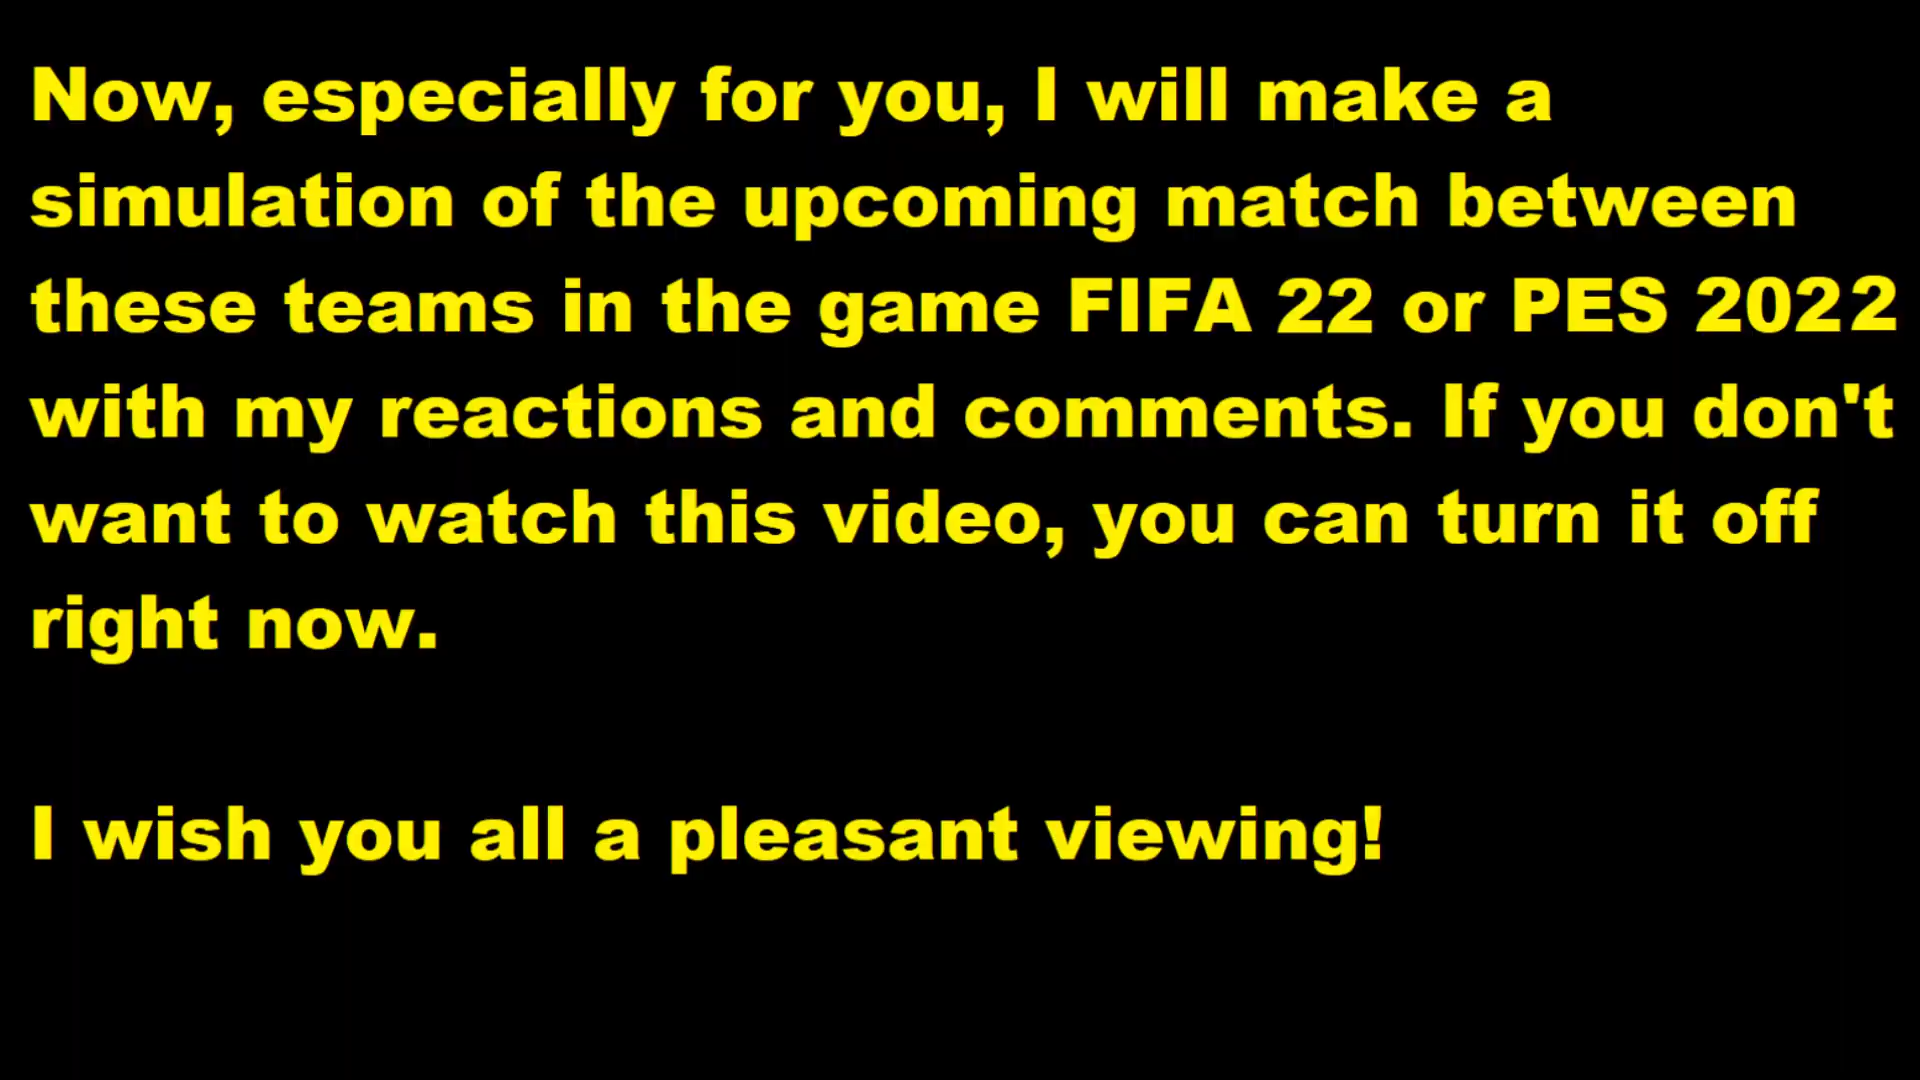 Now, especially for you, I will make a
simulation of the upcoming match between
these teams in the game FIFA 22 or PES 2022
with my reactions and comments. If you don't
want to watch this video, you can turn it off
right now.
I wish you all a pleasant viewing!